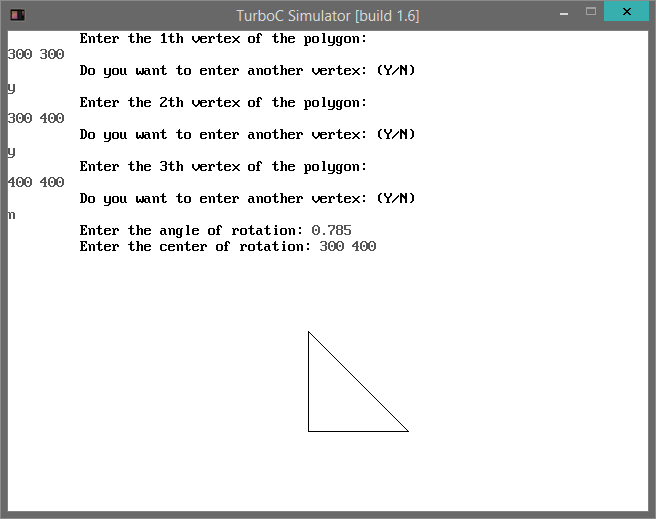 TurboC Simulator [build 1.6]
Enter the 1th vertex of the polygon:
300 300
Do you want to enter another vertex: (Y/N)
y
Enter the 2th vertex of the polygon:
300 400
Do you want to enter another vertex: (Y/N)
y
Enter the 3th vertex of the polygon:
400 400
Do you want to enter another vertex: (Y/N)
n
Enter the angle of rotation: 0.785
Enter the center of rotation: 300 400